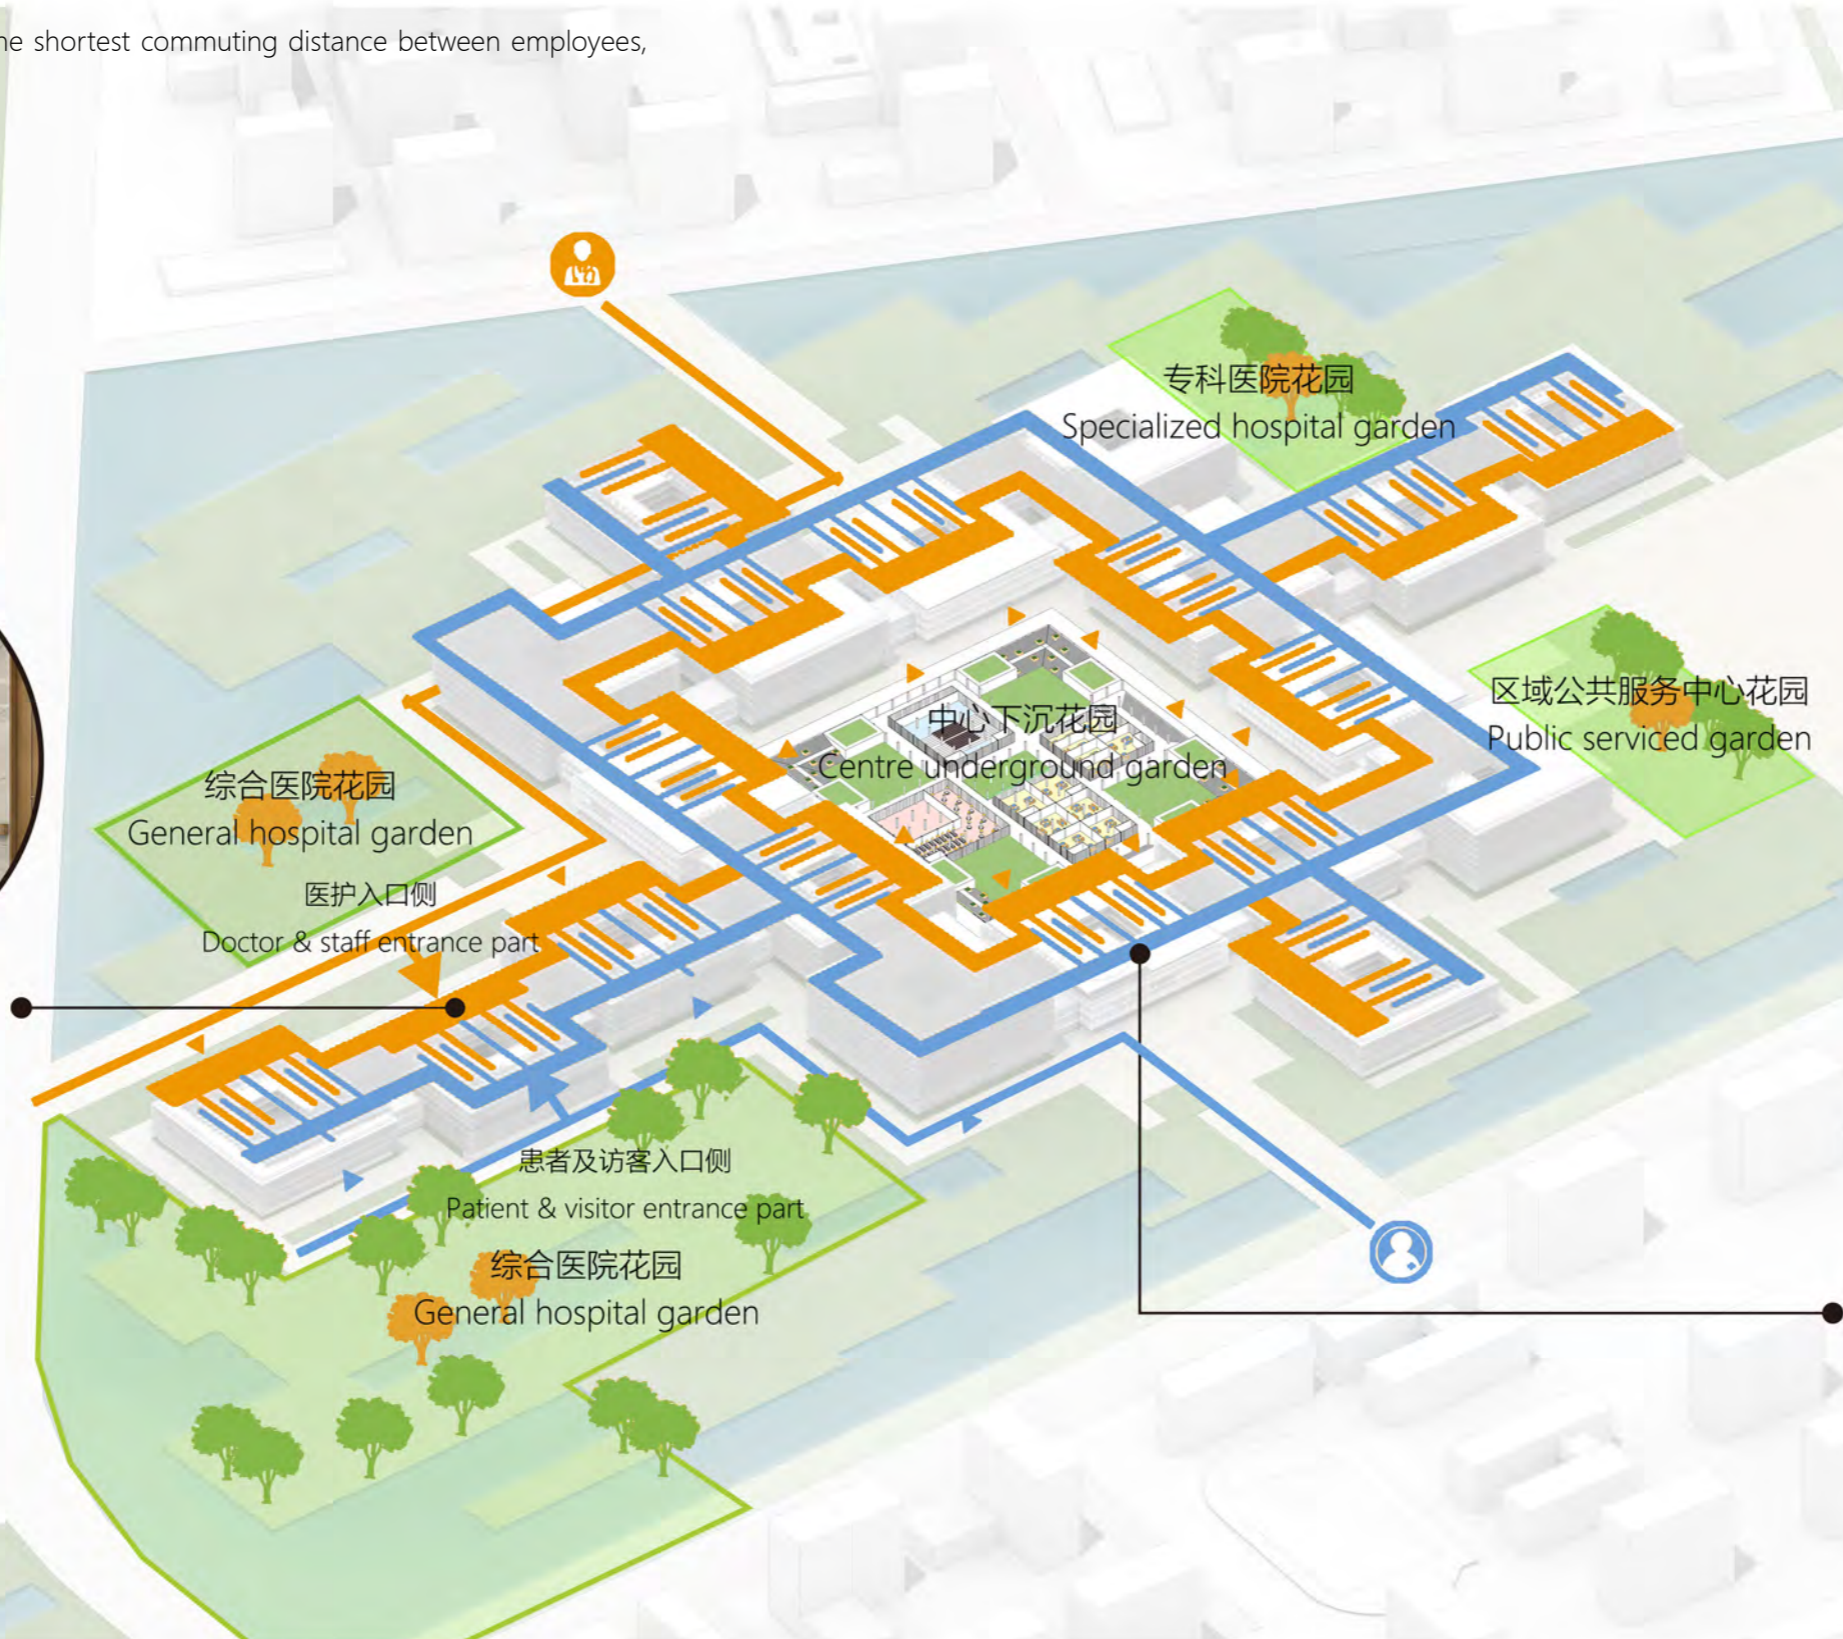 he shortest commuting distance between employees,
专科医院花园
Specialized hospital garden
区域公共服务中心花园
Public serviced garden
中心下沉花园
Centre underground garden
综合医院花园
General hospital garden
医护入口侧
Doctor & staff entrance part
患者及访客入口侧
Patient & visitor entrance part
综合医院花园
General hospital garden